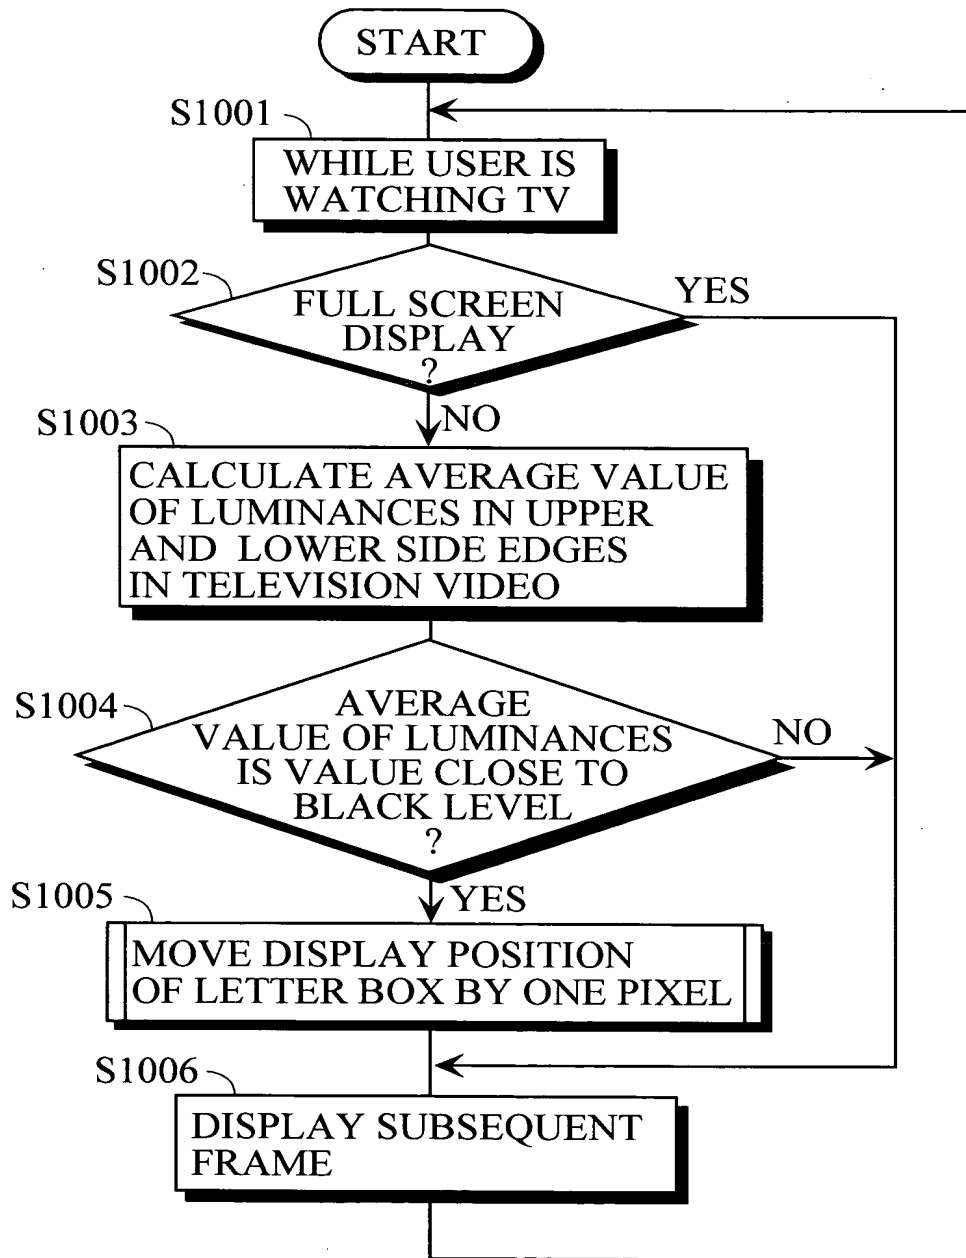 START
S1001
WHILE USER IS
WATCHING TV
S1002
FULL SCREEN
DISPLAY
?
YES
NO
S1003
CALCULATE AVERAGE VALUE
OF LUMINANCES IN UPPER
AND LOWER SIDE EDGES
IN TELEVISION VIDEO
S1004
AVERAGE
VALUE OF LUMINANCES
IS VALUE CLOSE TO
BLACK LEVEL
?
NO
YES
S1005
MOVE DISPLAY POSITION
OF LETTER BOX BY ONE PIXEL
S1006
DISPLAY SUBSEQUENT
FRAME